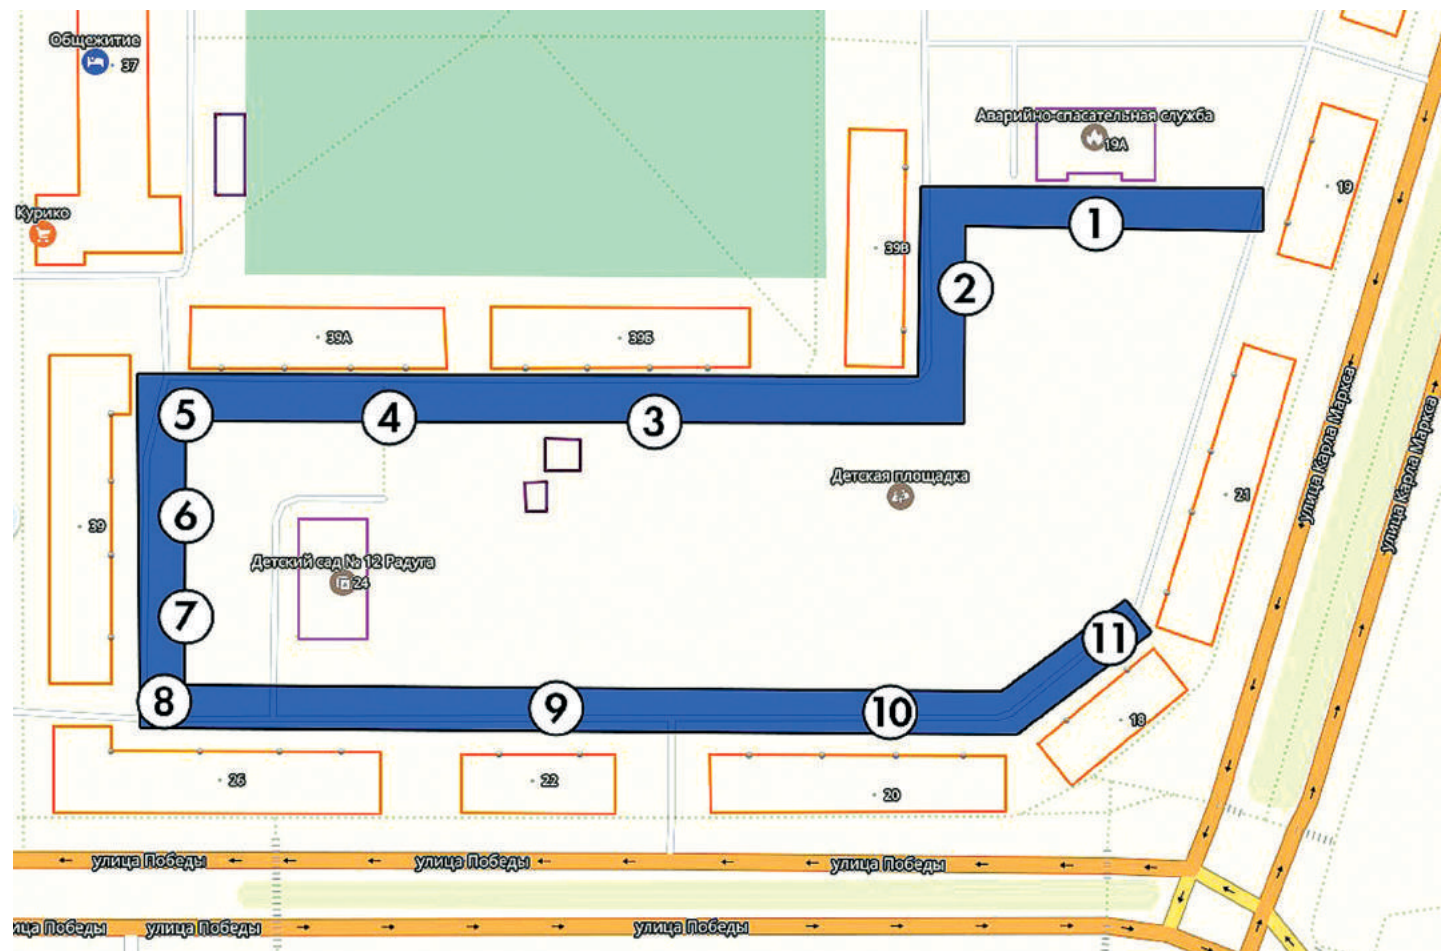 Общежитие
37
Аварийно-спасательная служба
19А
19
Курико
1
39В
2
39А
39Б
5
4
3
улица Карла Маркса
улица Карла Маркса
Детская площадка
21
6
39
Детский сад № 12 Радуга
24
7
11
8
9
10
18
26
22
20
улица Победы
улица Победы
улица Победы
ица Победы
улица Победы
улица Победы